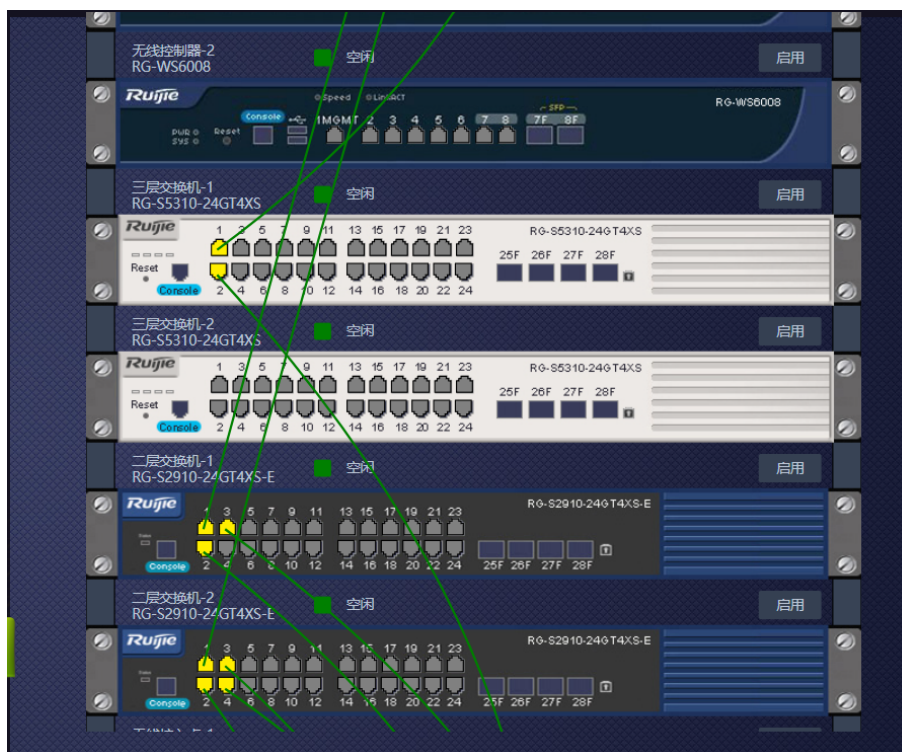 无线控制器-2
RG-WS6008
空闲
启用
Ruijie
Speed Link/ACT
RG-WS6008
SFP
Console 1MGMT 2 3 4 5 6 7 8 7F 8F
PWR
SYS
Reset
三层交换机-1
RG-S5310-24GT4XS
空闲
启用
Ruijie
1 3 5 7 9 11 13 15 17 19 21 23
RG-S5310-24GT4XS
25F 26F 27F 28F
Reset
Console
2 4 6 8 10 12 14 16 18 20 22 24
三层交换机-2
RG-S5310-24GT4XS
空闲
启用
Ruijie
1 3 5 7 9 11 13 15 17 19 21 23
RG-S5310-24GT4XS
25F 26F 27F 28F
Reset
Console
2 4 6 8 10 12 14 16 18 20 22 24
二层交换机-1
RG-S2910-24GT4XS-E
空闲
启用
Ruijie
1 3 5 7 9 11 13 15 17 19 21 23
RG-S2910-24GT4XS-E
Console
2 4 6 8 10 12 14 16 18 20 22 24 25F 26F 27F 28F
二层交换机-2
RG-S2910-24GT4XS-E
空闲
启用
Ruijie
1 3 5 7 9 11 13 15 17 19 21 23
RG-S2910-24GT4XS-E
Console
2 4 6 8 10 12 14 16 18 20 22 24 25F 26F 27F 28F